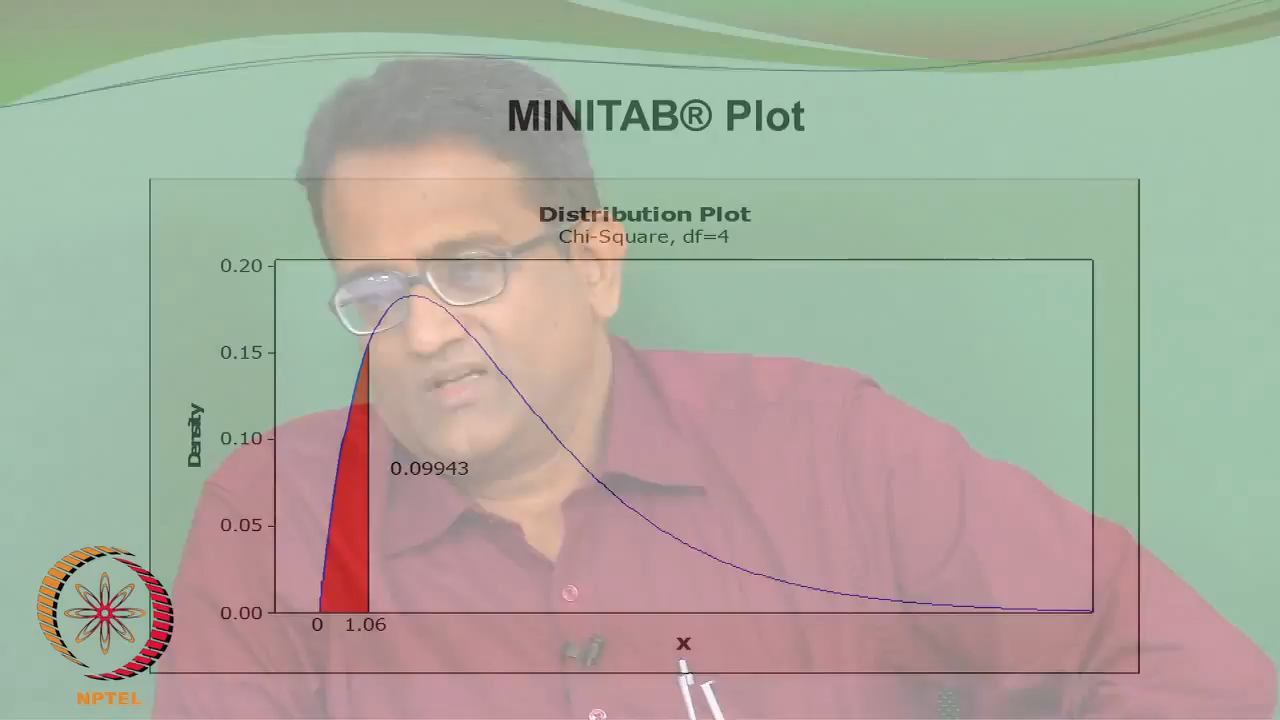 MINITAB® Plot
Distribution Plot
Chi-Square, df=4
0.20
0.15
0.10
0.05
0.00
Density
0.09943
0
1.06
X
NPTEL